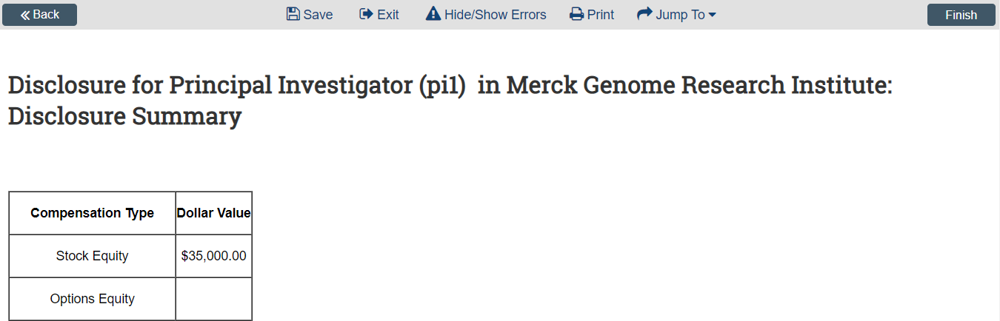 Back Save Exit Hide/Show Errors Print Jump To Finish
Disclosure for Principal Investigator (pi1) in Merck Genome Research Institute:
Disclosure Summary
Compensation Type Dollar Value
Stock Equity $35,000.00
Options Equity